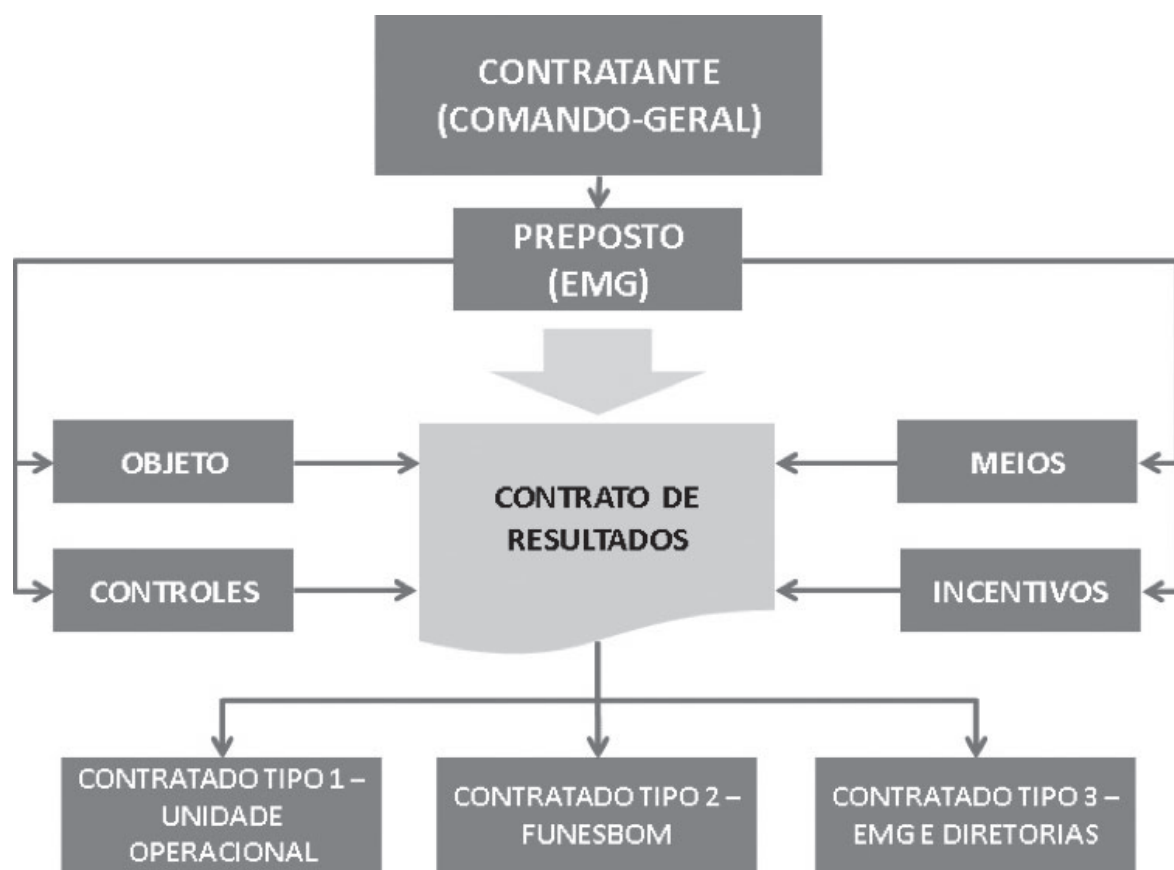 CONTRATANTE
(COMANDO-GERAL)
PREPOSTO
(EMG)
OBJETO
MEIOS
CONTRATO DE
RESULTADOS
CONTROLES
INCENTIVOS
CONTRATADO TIPO 1 –
UNIDADE
OPERACIONAL
CONTRATADO TIPO 2 –
FUNESBOM
CONTRATADO TIPO 3 –
EMG E DIRETORIAS